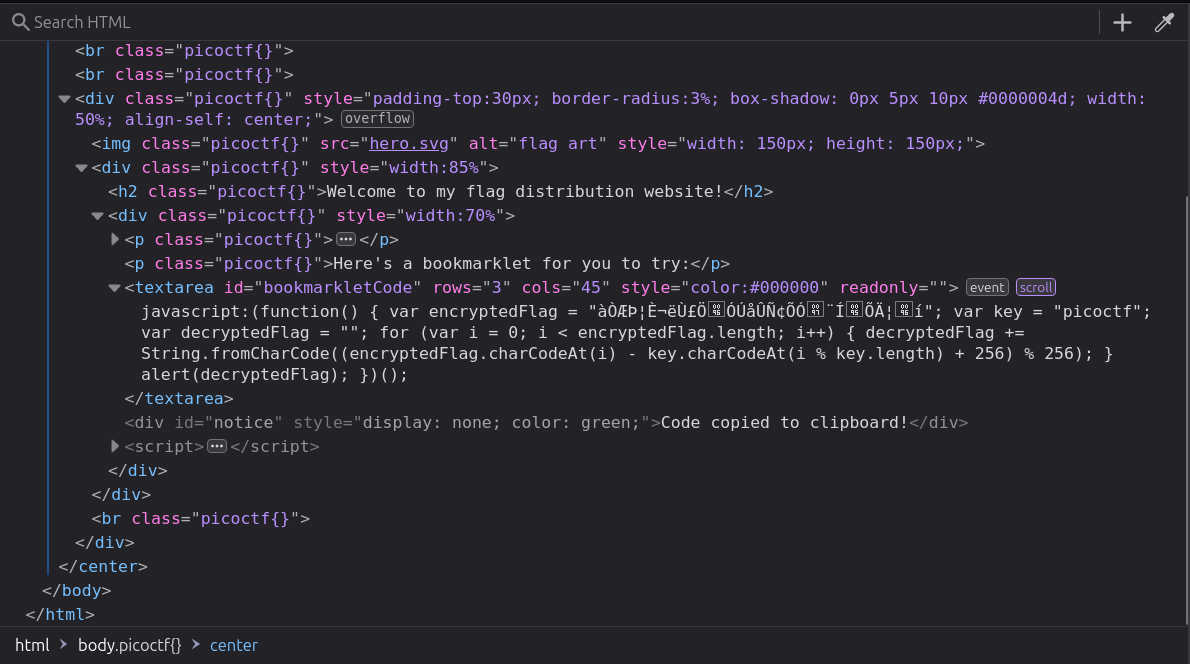 Search HTML
<br class="picoctf{}">
<br class="picoctf{}">
<div class="picoctf{}" style="padding-top:30px; border-radius:3%; box-shadow: 0px 5px 10px #0000004d; width:
50%; align-self: center;"> overflow
<img class="picoctf{}" src="hero.svg" alt="flag art" style="width: 150px; height: 150px;">
<div class="picoctf{}" style="width:85%">
<h2 class="picoctf{}">Welcome to my flag distribution website!</h2>
<div class="picoctf{}" style="width:70%">
<p class="picoctf{}">•••</p>
<p class="picoctf{}">Here's a bookmarklet for you to try:</p>
<textarea id="bookmarkletCode" rows="3" cols="45" style="color:#000000" readonly=""> event scroll
javascript:(function() { var encryptedFlag = "àÒÆÞ¦È¬ëÙ£ÖÓÚåÛÑ¢ÕÓ¨ÍÕÄ¦í"; var key = "picoctf";
var decryptedFlag = ""; for (var i = 0; i < encryptedFlag.length; i++) { decryptedFlag +=
String.fromCharCode((encryptedFlag.charCodeAt(i) - key.charCodeAt(i % key.length) + 256) % 256); }
alert(decryptedFlag); })();
</textarea>
<div id="notice" style="display: none; color: green;">Code copied to clipboard!</div>
<script>•••</script>
</div>
</div>
<br class="picoctf{}">
</div>
</center>
</body>
</html>
html > body.picoctf{} > center